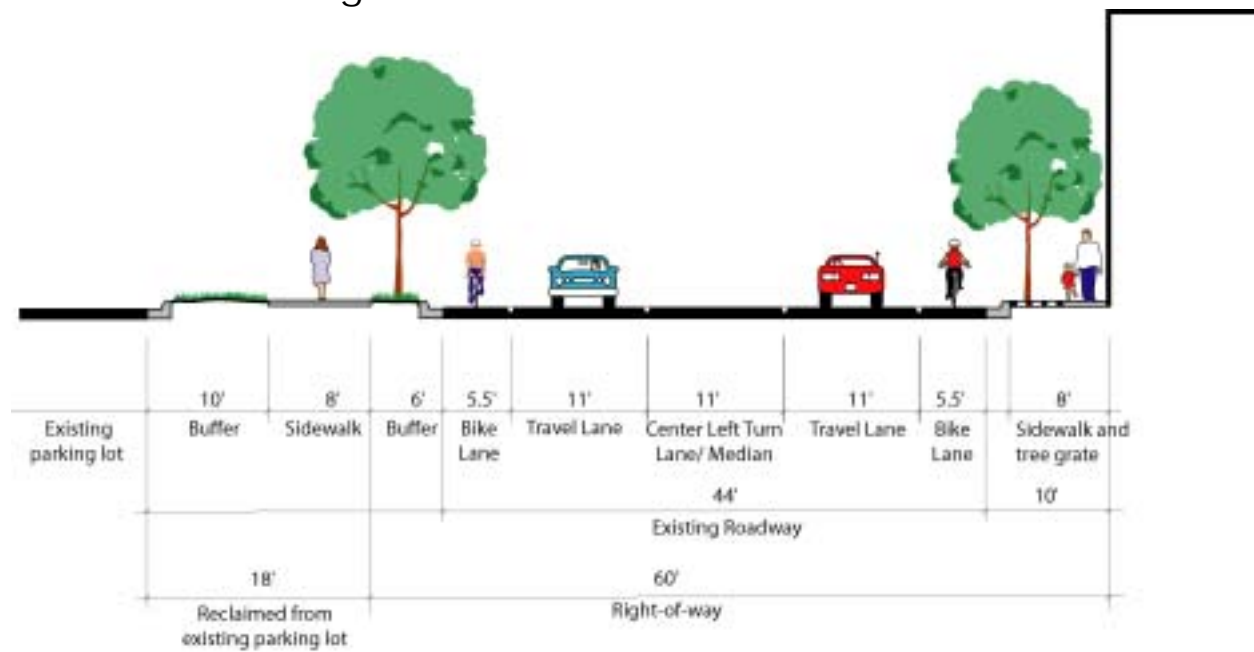 10' 8' 6' 5.5' 11' 11' 11' 5.5' 8'
Existing parking lot
Buffer
Sidewalk
Buffer
Bike
Lane
Travel Lane
Center Left Turn
Lane/ Median
Travel Lane
Bike
Lane
Sidewalk and
tree grate
44' 10'
Existing Roadway
18' 60'
Reclaimed from
existing parking lot
Right-of-way